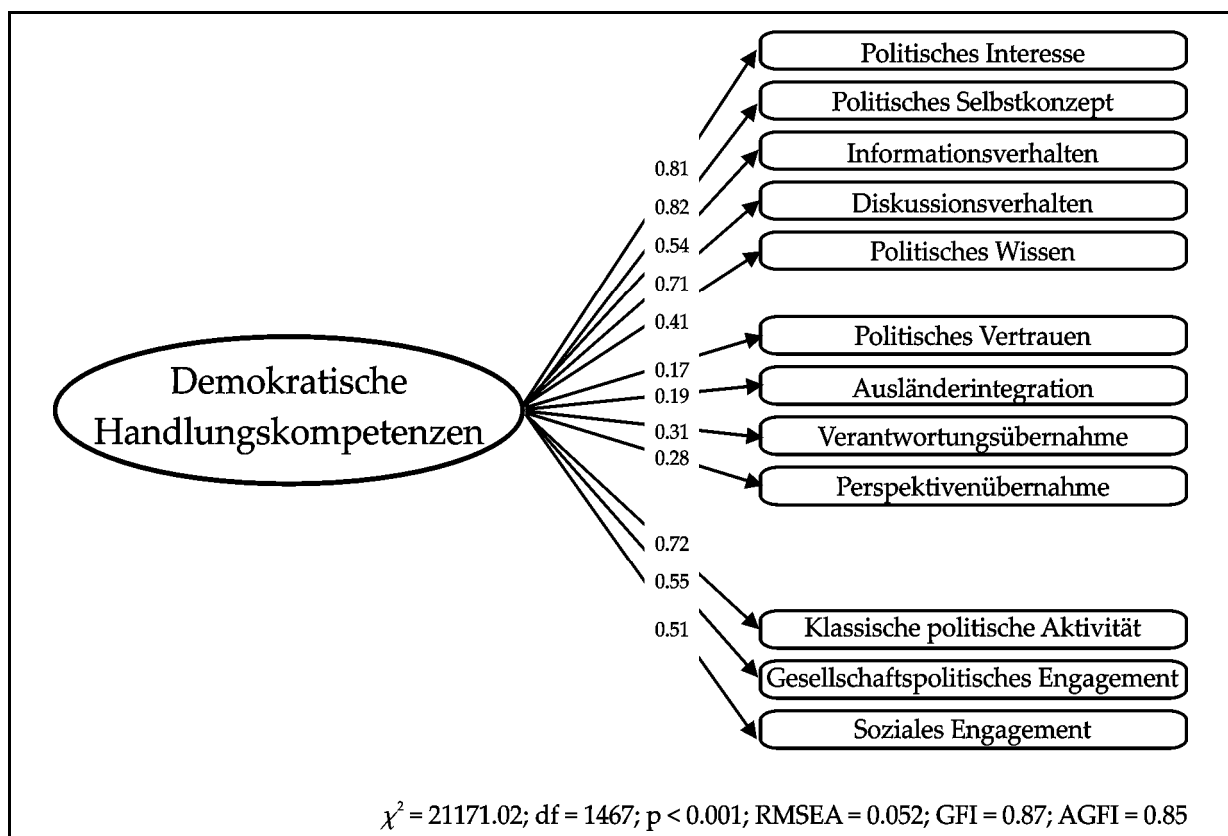 Politisches Interesse
Politisches Selbstkonzept
Informationsverhalten
Diskussionsverhalten
Politisches Wissen
Politisches Vertrauen
Ausländerintegration
Verantwortungsübernahme
Perspektivenübernahme
Klassische politische Aktivität
Gesellschaftspolitisches Engagement
Soziales Engagement
0.81
0.82
0.54
0.71
0.41
0.17
0.19
0.31
0.28
0.72
0.55
0.51
Demokratische
Handlungskompetenzen
χ² = 21171.02; df = 1467; p < 0.001; RMSEA = 0.052; GFI = 0.87; AGFI = 0.85